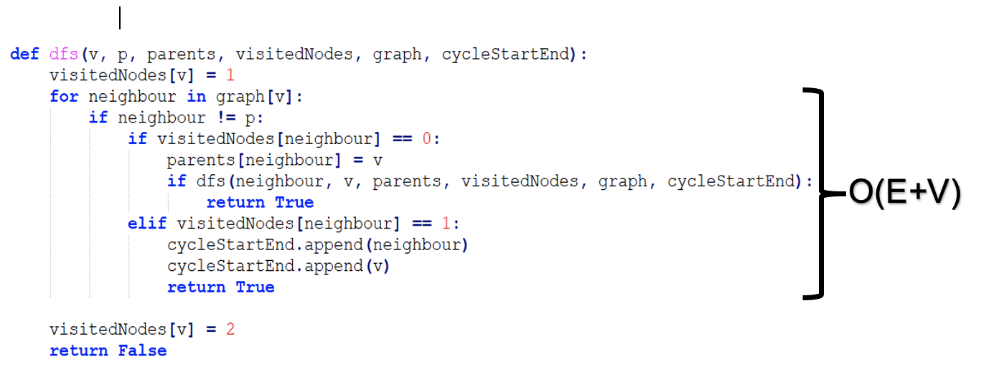 def dfs(v, p, parents, visitedNodes, graph, cycleStartEnd):
    visitedNodes[v] = 1
    for neighbour in graph[v]:
        if neighbour != p:
            if visitedNodes[neighbour] == 0:
                parents[neighbour] = v
                if dfs(neighbour, v, parents, visitedNodes, graph, cycleStartEnd):
                    return True
            elif visitedNodes[neighbour] == 1:
                cycleStartEnd.append(neighbour)
                cycleStartEnd.append(v)
                return True
    visitedNodes[v] = 2
    return False
O(E+V)